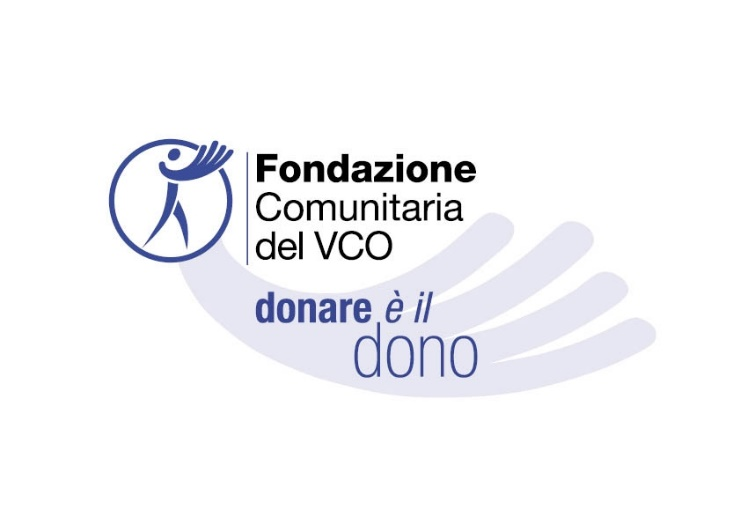 Fondazione
Comunitaria
del VCO
donare è il
dono